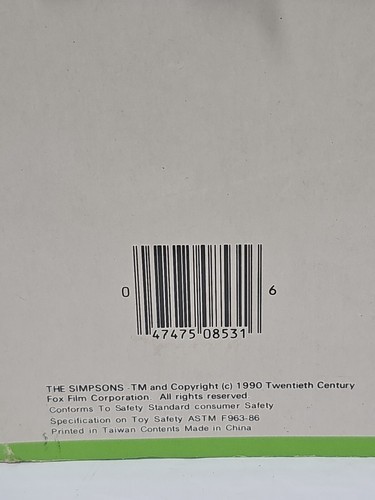 0 47475 08531 6
THE SIMPSONS TM and Copyright (c) 1990 Twentieth Century
Fox Film Corporation. All rights reserved
Conforms To Safety Standard consumer Safety
Specification on Toy Safety ASTM F963-86
Printed in Taiwan Contents Made in China